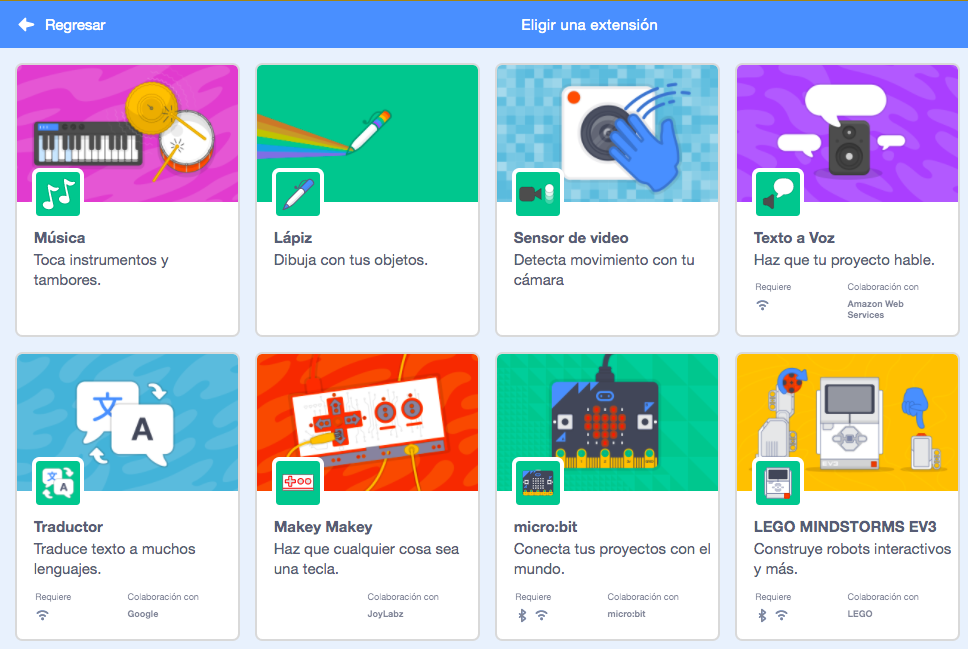 Regresar
Eligir una extensión
Música
Toca instrumentos y
tambores.
Lápiz
Dibuja con tus objetos.
Sensor de video
Detecta movimiento con tu
cámara
Texto a Voz
Haz que tu proyecto hable.
Requiere
Colaboración con
Amazon Web
Services
文 A
文 A
Traductor
Traduce texto a muchos
lenguajes.
Requiere
Colaboración con
Google
Makey Makey
Haz que cualquier cosa sea
una tecla.
Colaboración con
JoyLabz
micro:bit
Conecta tus proyectos con el
mundo.
Requiere
Colaboración con
micro:bit
EV3
LEGO MINDSTORMS EV3
Construye robots interactivos
y más.
Requiere
Colaboración con
LEGO